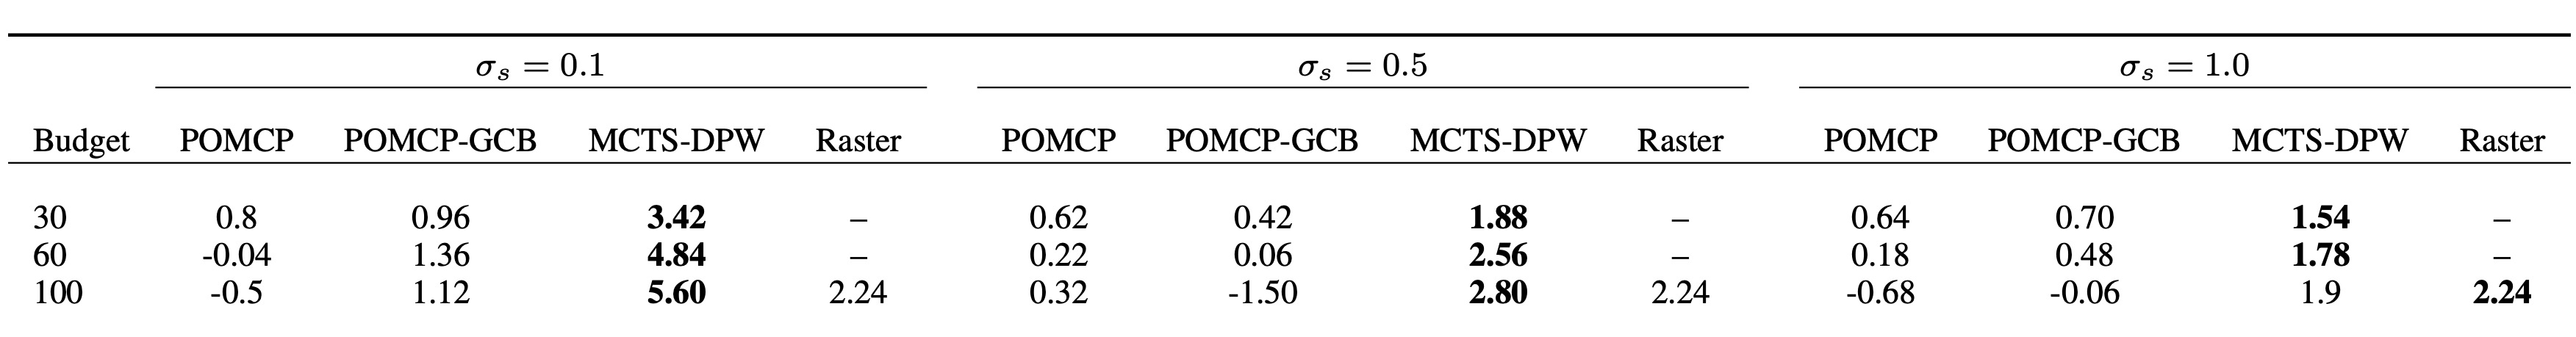 σs = 0.1 σs = 0.5 σs = 1.0
Budget POMCP POMCP-GCB MCTS-DPW Raster POMCP POMCP-GCB MCTS-DPW Raster POMCP POMCP-GCB MCTS-DPW Raster
30 0.8 0.96 3.42 – 0.62 0.42 1.88 – 0.64 0.70 1.54 –
60 -0.04 1.36 4.84 – 0.22 0.06 2.56 – 0.18 0.48 1.78 –
100 -0.5 1.12 5.60 2.24 0.32 -1.50 2.80 2.24 -0.68 -0.06 1.9 2.24